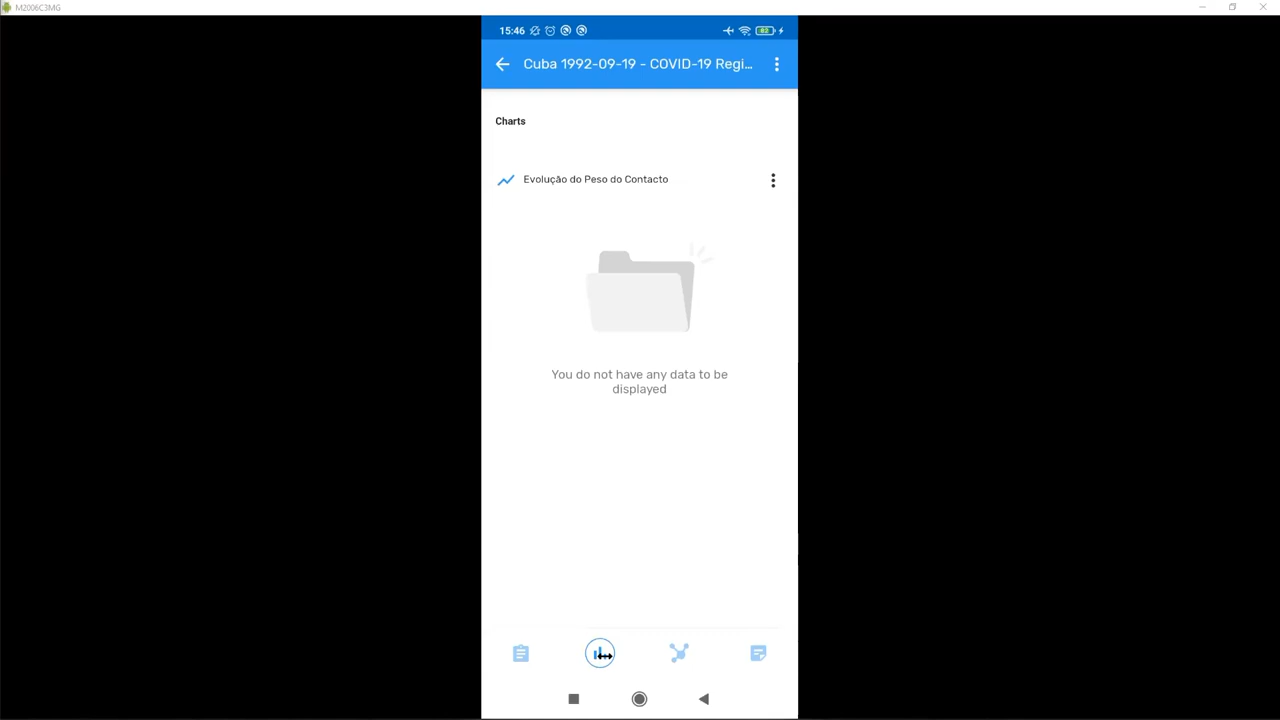 M2006C3MG
15:46
82
Cuba 1992-09-19 - COVID-19 Regi...
Charts
Evolução do Peso do Contacto
You do not have any data to be
displayed